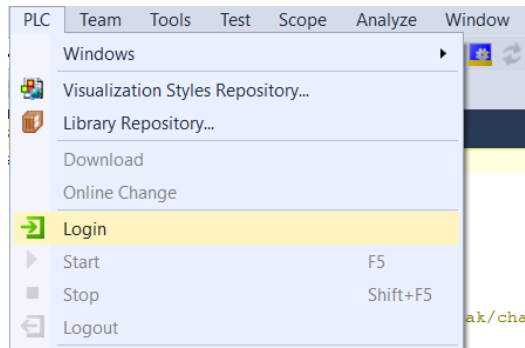 PLC Team Tools Test Scope Analyze Window
Windows
Visualization Styles Repository...
Library Repository...
Download
Online Change
Login
Start F5
Stop Shift+F5
ak/cha
Logout